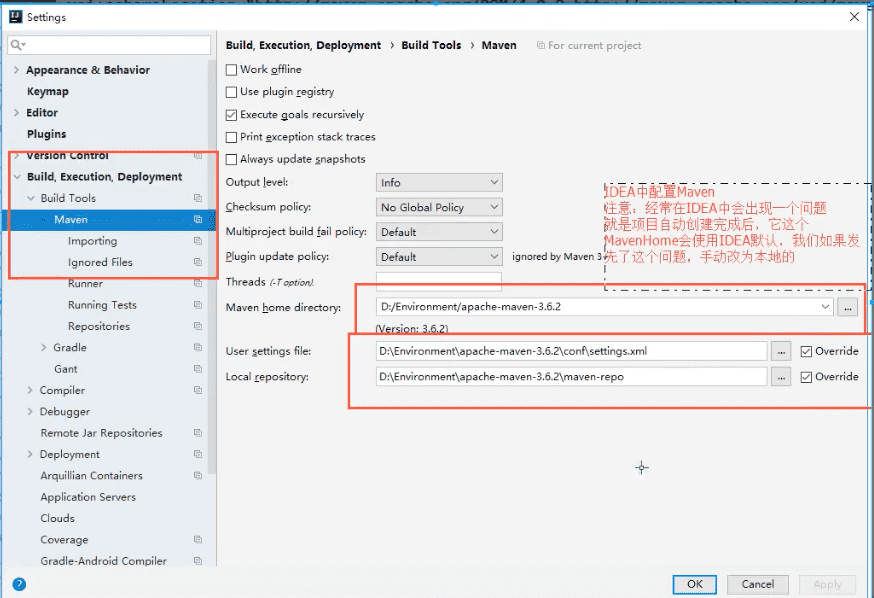 Settings
Build, Execution, Deployment › Build Tools › Maven For current project
Appearance & Behavior
Keymap
Editor
Plugins
Version Control
Build, Execution, Deployment
Build Tools
Maven
Importing
Ignored Files
Runner
Running Tests
Repositories
Gradle
Gant
Compiler
Debugger
Remote Jar Repositories
Deployment
Arquillian Containers
Application Servers
Clouds
Coverage
Gradle-Android Compiler
Work offline
Use plugin registry
Execute goals recursively
Print exception stack traces
Always update snapshots
Output level: Info
Checksum policy: No Global Policy
Multiproject build fail policy: Default
Plugin update policy: Default ignored by Maven 3
Threads (-T option).
Maven home directory: D:/Environment/apache-maven-3.6.2 ...
(Version: 3.6.2)
User settings file: D:\Environment\apache-maven-3.6.2\conf\settings.xml ... Override
Local repository: D:\Environment\apache-maven-3.6.2\maven-repo ... Override
IDEA中配置Maven
注意：经常在IDEA中会出现一个问题
就是项目自动创建完成后，它这个
MavenHome会使用IDEA默认，我们如果发
先了这个问题，手动改为本地的
? OK Cancel Apply